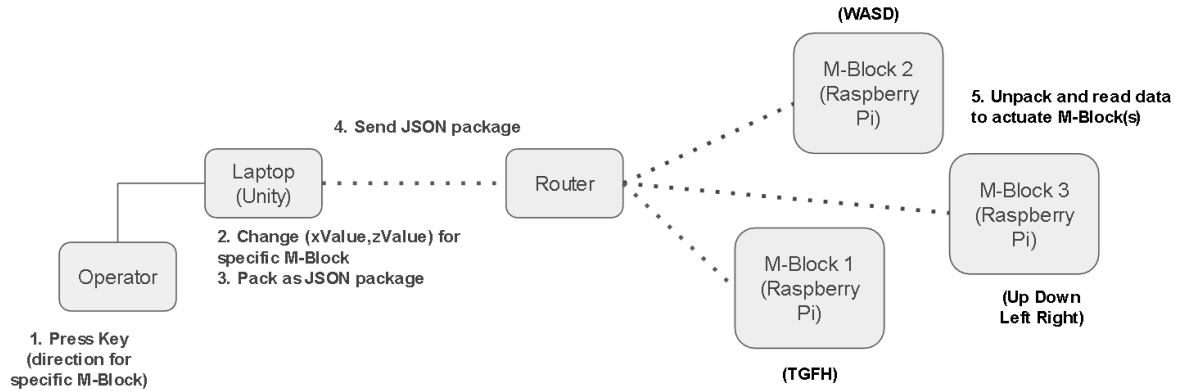 (WASD)
M-Block 2
(Raspberry
Pi)
5. Unpack and read data
to actuate M-Block(s)
4. Send JSON package
Laptop
(Unity)
Router
M-Block 3
(Raspberry
Pi)
2. Change (xValue,zValue) for
specific M-Block
3. Pack as JSON package
Operator
M-Block 1
(Raspberry
Pi)
(Up Down
Left Right)
1. Press Key
(direction for
specific M-Block)
(TGFH)